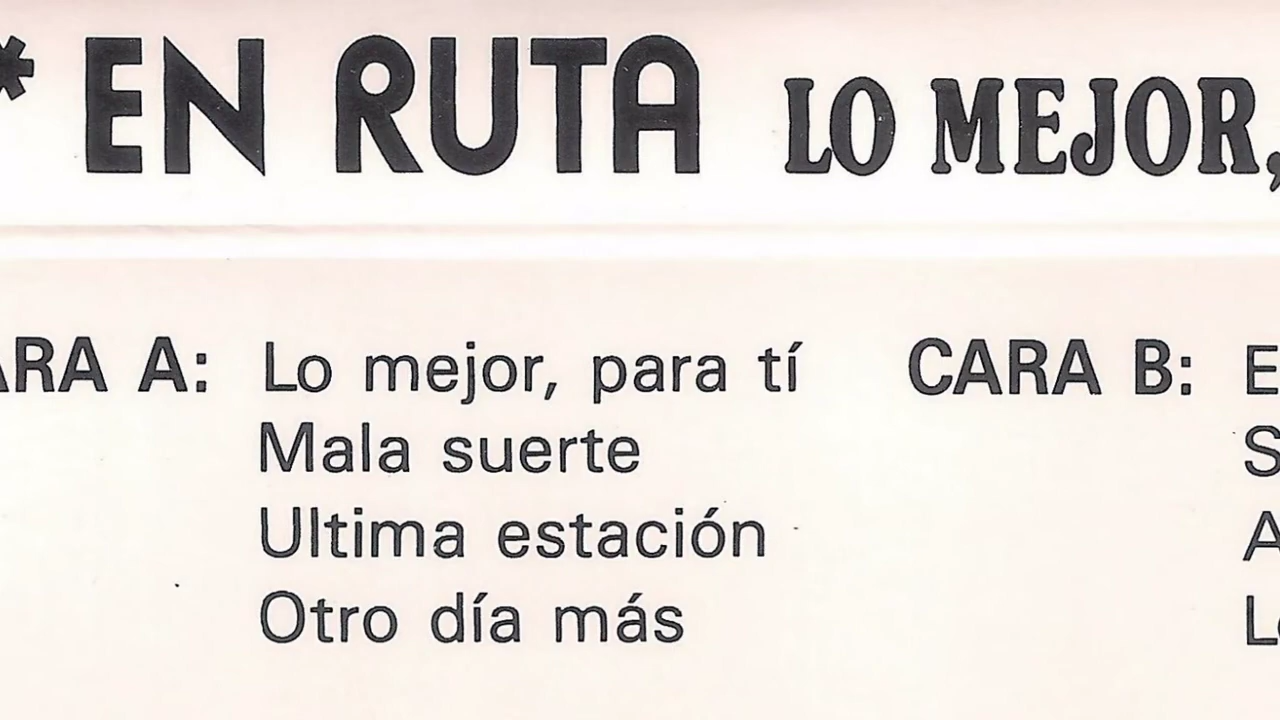 * EN RUTA LO MEJOR,
ARA A: Lo mejor, para tí
Mala suerte
Ultima estación
Otro día más
CARA B: E
S
A
L